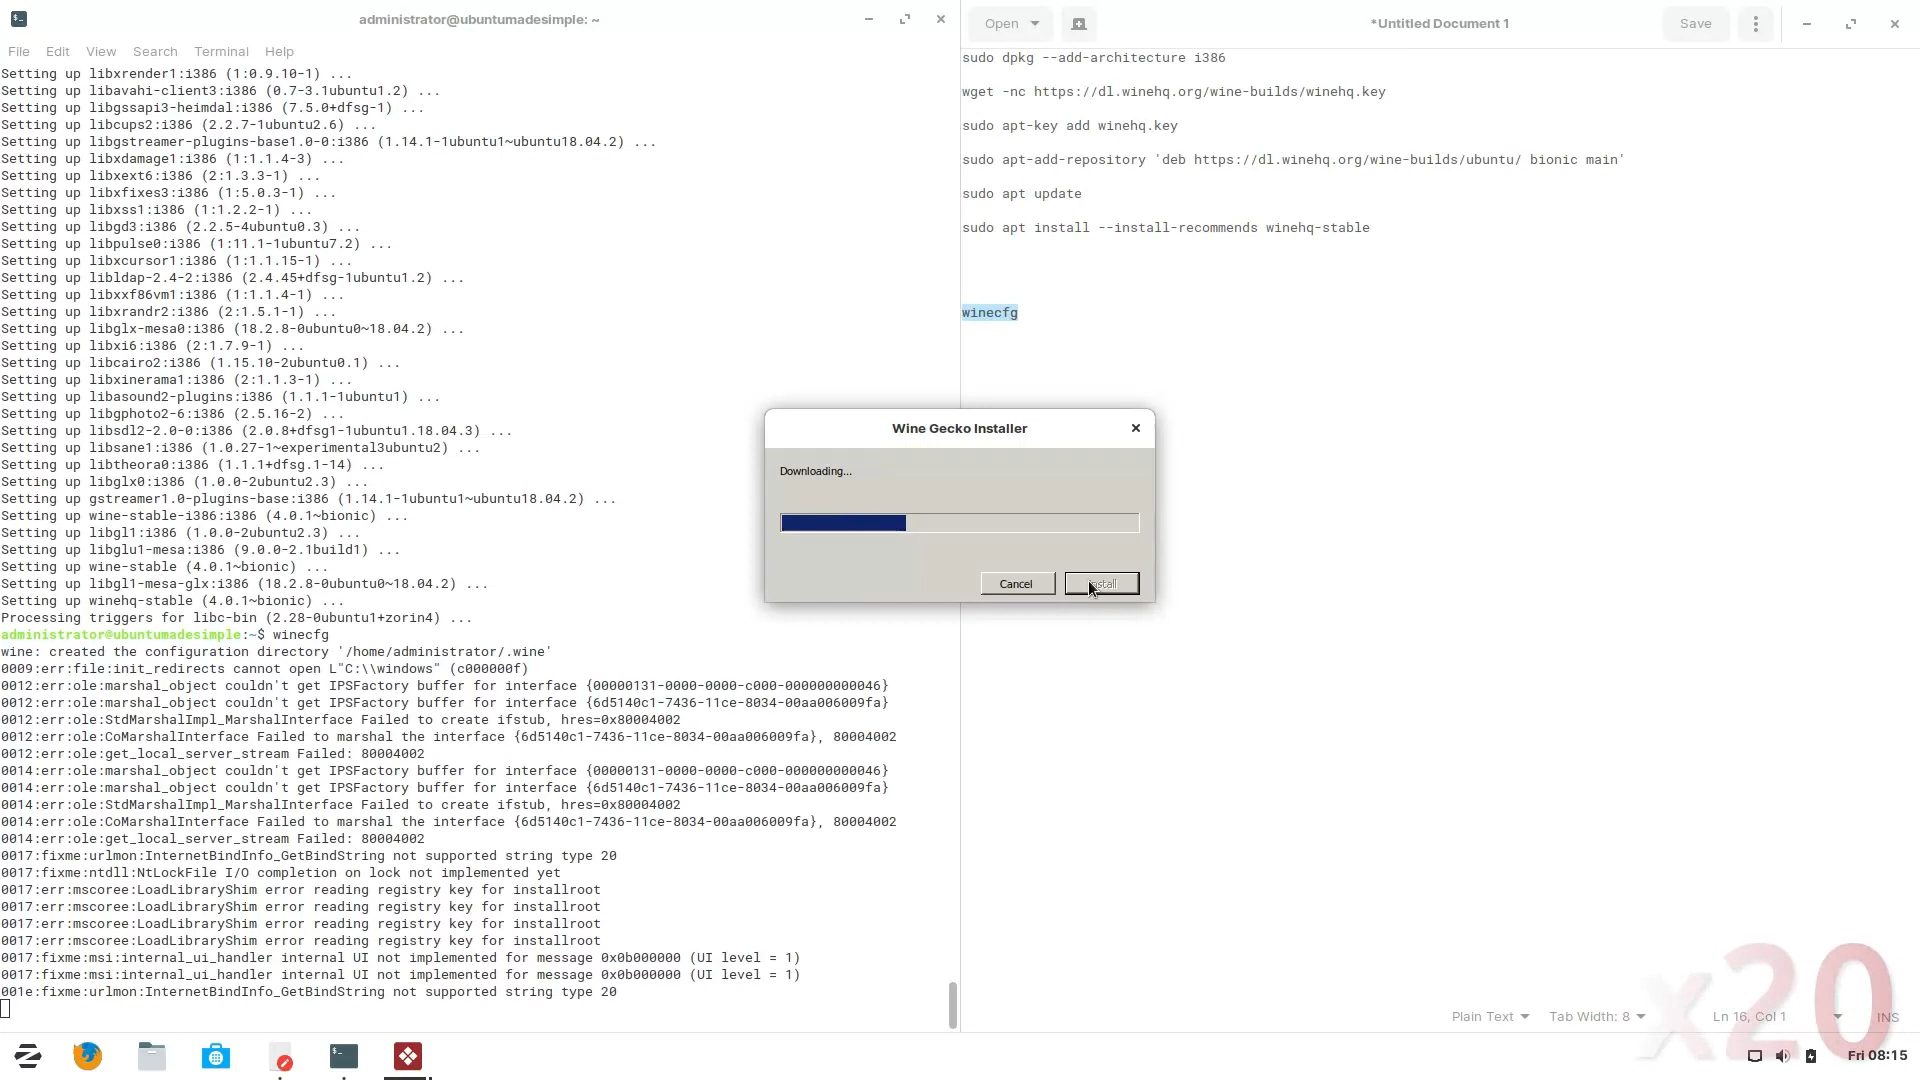 administrator@ubuntumadesimple: ~
File Edit View Search Terminal Help
Setting up libxrender1:i386 (1:0.9.10-1) ...
Setting up libavahi-client3:i386 (0.7-3.1ubuntu1.2) ...
Setting up libgssapi3-heimdal:i386 (7.5.0+dfsg-1) ...
Setting up libcups2:i386 (2.2.7-1ubuntu2.6) ...
Setting up libgstreamer-plugins-base1.0-0:i386 (1.14.1-1ubuntu1~ubuntu18.04.2) ...
Setting up libxdamage1:i386 (1:1.1.4-3) ...
Setting up libxext6:i386 (2:1.3.3-1) ...
Setting up libxfixes3:i386 (1:5.0.3-1) ...
Setting up libxss1:i386 (1:1.2.2-1) ...
Setting up libgd3:i386 (2.2.5-4ubuntu0.3) ...
Setting up libpulse0:i386 (1:11.1-1ubuntu7.2) ...
Setting up libxcursor1:i386 (1:1.1.15-1) ...
Setting up libldap-2.4-2:i386 (2.4.45+dfsg-1ubuntu1.2) ...
Setting up libxxf86vm1:i386 (1:1.1.4-1) ...
Setting up libxrandr2:i386 (2:1.5.1-1) ...
Setting up libglx-mesa0:i386 (18.2.8-0ubuntu0~18.04.2) ...
Setting up libxi6:i386 (2:1.7.9-1) ...
Setting up libcairo2:i386 (1.15.10-2ubuntu0.1) ...
Setting up libxinerama1:i386 (2:1.1.3-1) ...
Setting up libasound2-plugins:i386 (1.1.1-1ubuntu1) ...
Setting up libgphoto2-6:i386 (2.5.16-2) ...
Setting up libsdl2-2.0-0:i386 (2.0.8+dfsg1-1ubuntu1.18.04.3) ...
Setting up libsane1:i386 (1.0.27-1~experimental3ubuntu2) ...
Setting up libtheora0:i386 (1.1.1+dfsg.1-14) ...
Setting up libglx0:i386 (1.0.0-2ubuntu2.3) ...
Setting up gstreamer1.0-plugins-base:i386 (1.14.1-1ubuntu1~ubuntu18.04.2) ...
Setting up wine-stable-i386:i386 (4.0.1~bionic) ...
Setting up libgl1:i386 (1.0.0-2ubuntu2.3) ...
Setting up libglu1-mesa:i386 (9.0.0-2.1build1) ...
Setting up wine-stable (4.0.1~bionic) ...
Setting up libgl1-mesa-glx:i386 (18.2.8-0ubuntu0~18.04.2) ...
Setting up winehq-stable (4.0.1~bionic) ...
Processing triggers for libc-bin (2.28-0ubuntu1+zorin4) ...
administrator@ubuntumadesimple:~$ winecfg
wine: created the configuration directory '/home/administrator/.wine'
0009:err:file:init_redirects cannot open L"C:\\windows" (c000000f)
0012:err:ole:marshal_object couldn't get IPSFactory buffer for interface {00000131-0000-0000-c000-000000000046}
0012:err:ole:marshal_object couldn't get IPSFactory buffer for interface {6d5140c1-7436-11ce-8034-00aa006009fa}
0012:err:ole:StdMarshalImpl_MarshalInterface Failed to create ifstub, hres=0x80004002
0012:err:ole:CoMarshalInterface Failed to marshal the interface {6d5140c1-7436-11ce-8034-00aa006009fa}, 80004002
0012:err:ole:get_local_server_stream Failed: 80004002
0014:err:ole:marshal_object couldn't get IPSFactory buffer for interface {00000131-0000-0000-c000-000000000046}
0014:err:ole:marshal_object couldn't get IPSFactory buffer for interface {6d5140c1-7436-11ce-8034-00aa006009fa}
0014:err:ole:StdMarshalImpl_MarshalInterface Failed to create ifstub, hres=0x80004002
0014:err:ole:CoMarshalInterface Failed to marshal the interface {6d5140c1-7436-11ce-8034-00aa006009fa}, 80004002
0014:err:ole:get_local_server_stream Failed: 80004002
0017:fixme:urlmon:InternetBindInfo_GetBindString not supported string type 20
0017:fixme:ntdll:NtLockFile I/O completion on lock not implemented yet
0017:err:mscoree:LoadLibraryShim error reading registry key for installroot
0017:err:mscoree:LoadLibraryShim error reading registry key for installroot
0017:err:mscoree:LoadLibraryShim error reading registry key for installroot
0017:err:mscoree:LoadLibraryShim error reading registry key for installroot
0017:fixme:msi:internal_ui_handler internal UI not implemented for message 0x0b000000 (UI level = 1)
0017:fixme:msi:internal_ui_handler internal UI not implemented for message 0x0b000000 (UI level = 1)
001e:fixme:urlmon:InternetBindInfo_GetBindString not supported string type 20
Open *Untitled Document 1 Save
sudo dpkg --add-architecture i386
wget -nc https://dl.winehq.org/wine-builds/winehq.key
sudo apt-key add winehq.key
sudo apt-add-repository 'deb https://dl.winehq.org/wine-builds/ubuntu/ bionic main'
sudo apt update
sudo apt install --install-recommends winehq-stable
winecfg
Wine Gecko Installer
Downloading...
Cancel Install
x20
Plain Text Tab Width: 8 Ln 16, Col 1 INS
Fri 08:15